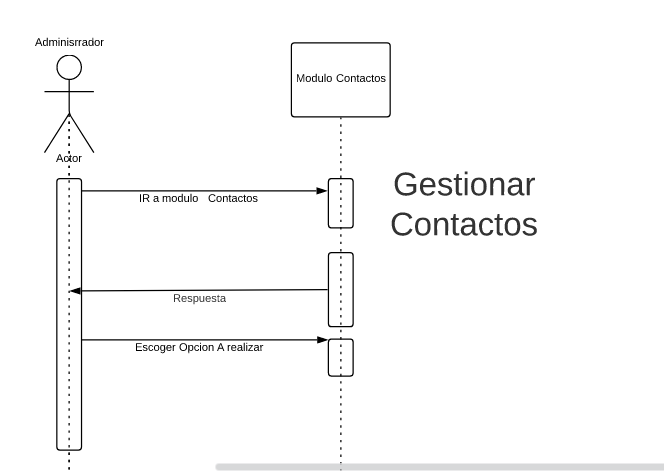 Adminisrrador
Modulo Contactos
Actor
IR a modulo Contactos
Gestionar
Contactos
Respuesta
Escoger Opcion A realizar